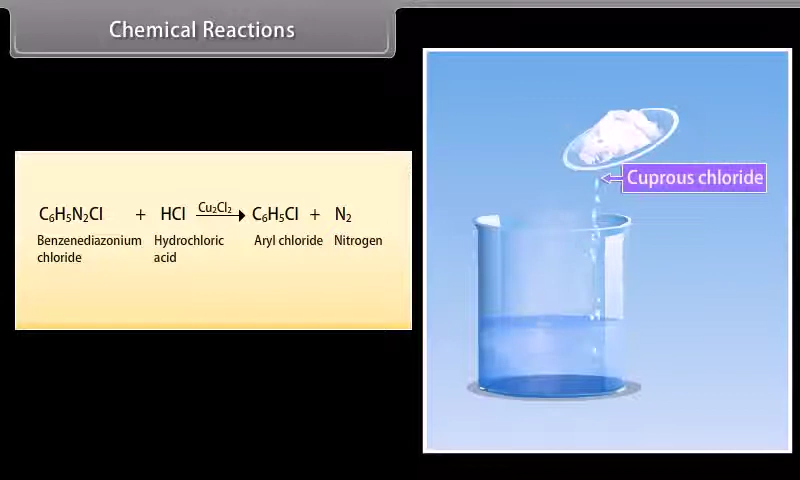 Chemical Reactions
C₆H₅N₂Cl + HCl Cu₂Cl₂ C₆H₅Cl + N₂
Benzenediazonium chloride Hydrochloric acid Aryl chloride Nitrogen
Cuprous chloride